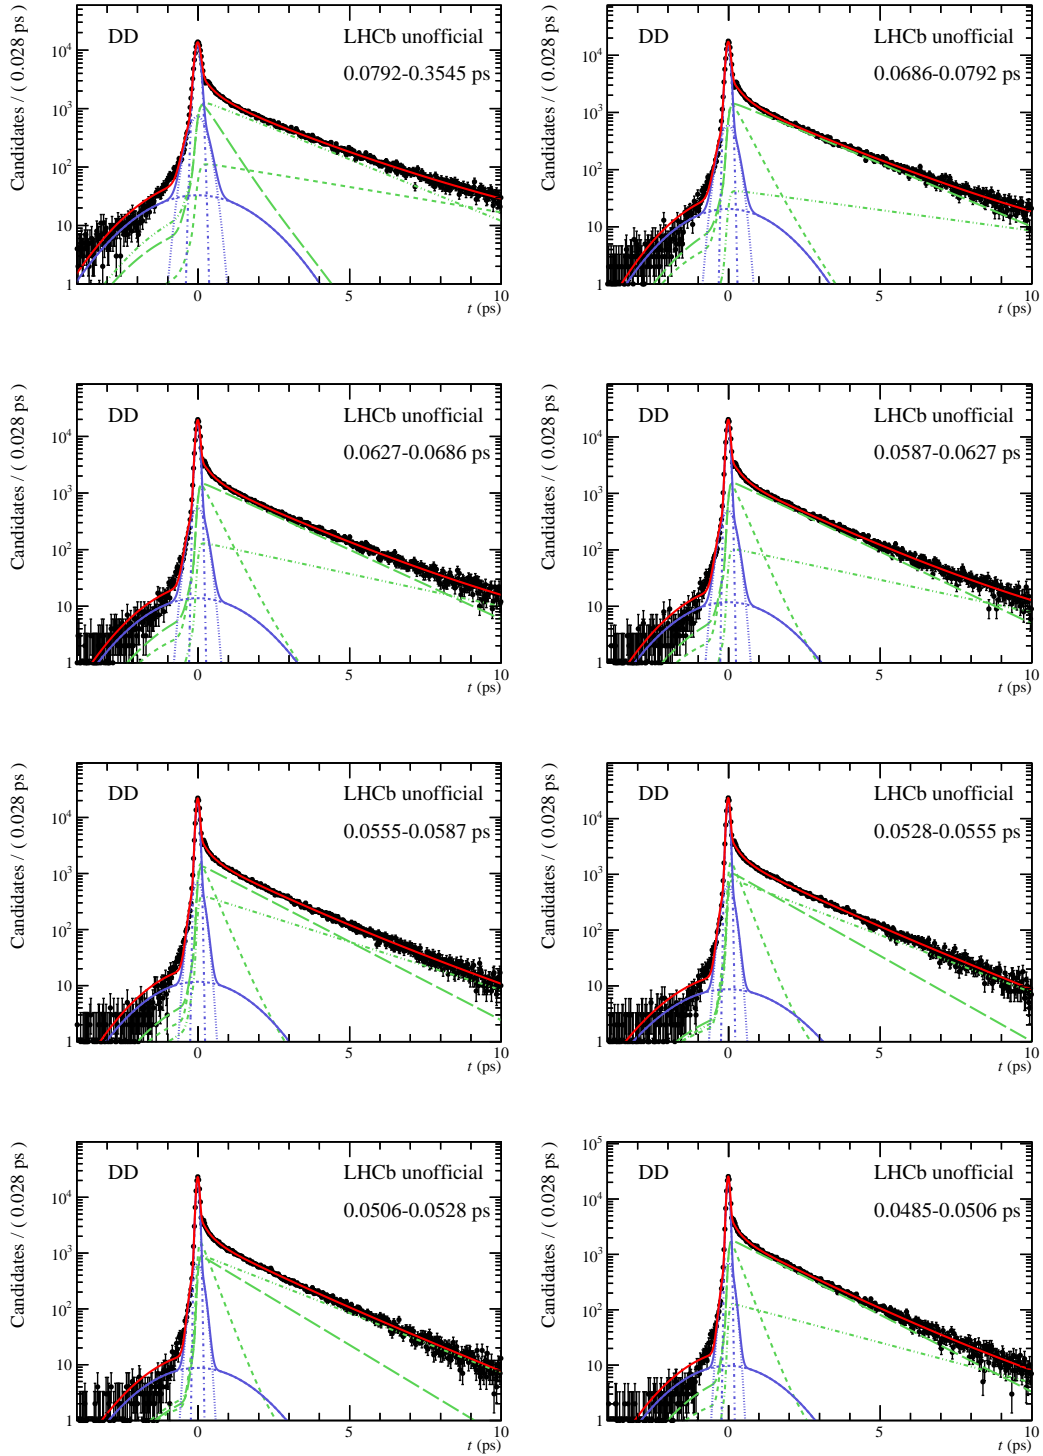 Candidates / ( 0.028 ps )
DD
LHCb unofficial
0.0792-0.3545 ps
10⁴
10³
10²
10
1
0 5 10
t (ps)
Candidates / ( 0.028 ps )
DD
LHCb unofficial
0.0686-0.0792 ps
10⁴
10³
10²
10
1
0 5 10
t (ps)
Candidates / ( 0.028 ps )
DD
LHCb unofficial
0.0627-0.0686 ps
10⁴
10³
10²
10
1
0 5 10
t (ps)
Candidates / ( 0.028 ps )
DD
LHCb unofficial
0.0587-0.0627 ps
10⁴
10³
10²
10
1
0 5 10
t (ps)
Candidates / ( 0.028 ps )
DD
LHCb unofficial
0.0555-0.0587 ps
10⁴
10³
10²
10
1
0 5 10
t (ps)
Candidates / ( 0.028 ps )
DD
LHCb unofficial
0.0528-0.0555 ps
10⁴
10³
10²
10
1
0 5 10
t (ps)
Candidates / ( 0.028 ps )
DD
LHCb unofficial
0.0506-0.0528 ps
10⁴
10³
10²
10
1
0 5 10
t (ps)
Candidates / ( 0.028 ps )
DD
LHCb unofficial
0.0485-0.0506 ps
10⁵
10⁴
10³
10²
10
1
0 5 10
t (ps)